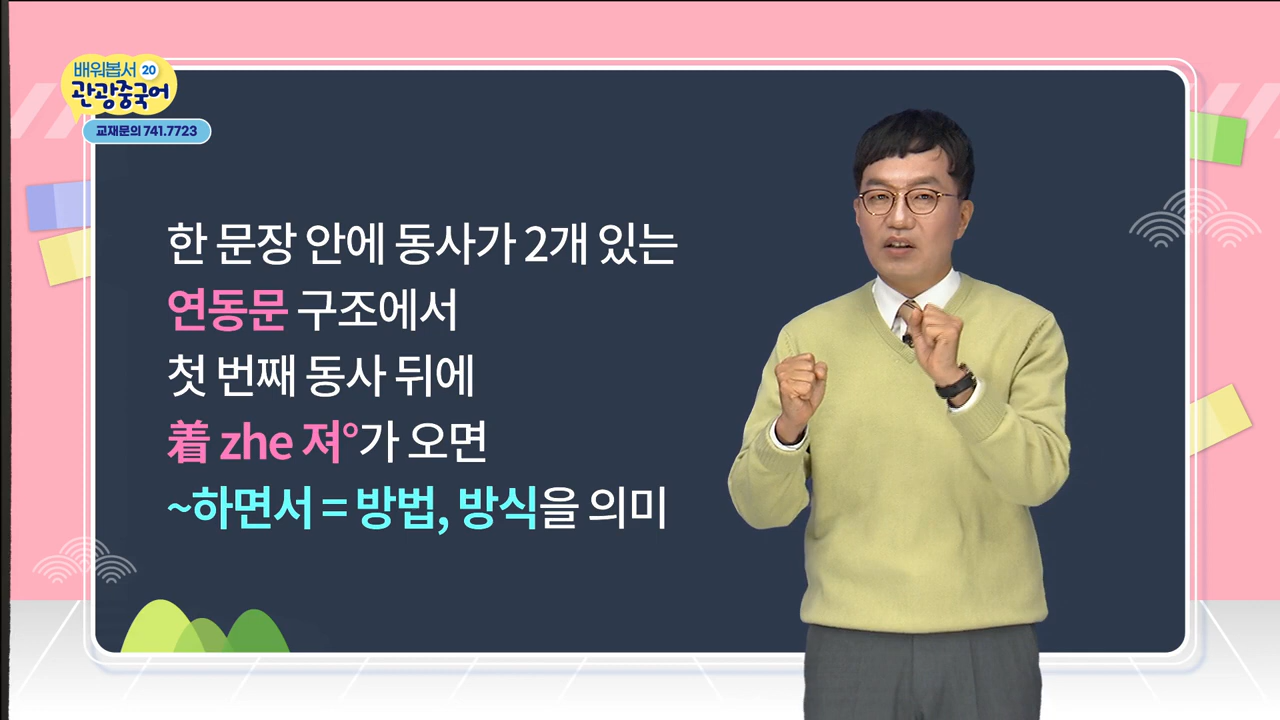 배워봅서 20
관광중국어
교재문의 741.7723
한 문장 안에 동사가 2개 있는
연동문 구조에서
첫 번째 동사 뒤에
着 zhe 져°가 오면
~하면서 = 방법, 방식을 의미